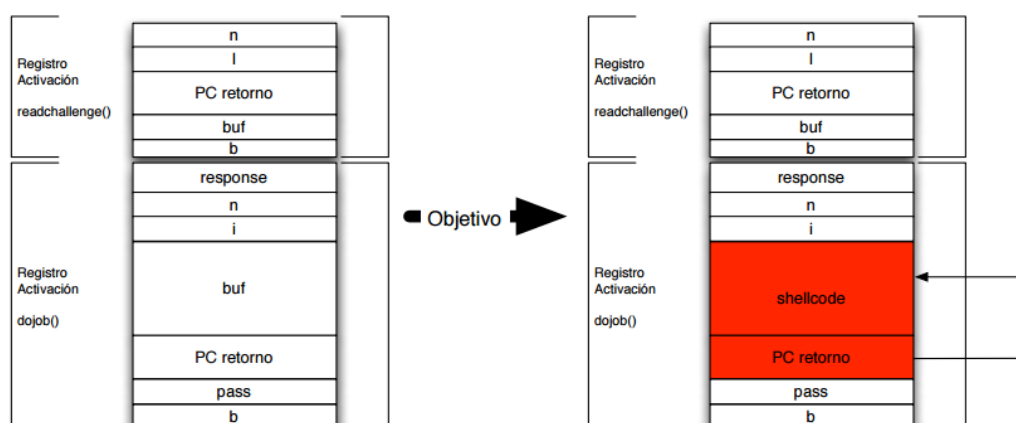 n
l
PC retorno
buf
b
Registro
Activación
readchallenge()
response
n
i
buf
PC retorno
pass
b
Registro
Activación
dojob()
Objetivo
n
l
PC retorno
buf
b
Registro
Activación
readchallenge()
response
n
i
shellcode
PC retorno
pass
b
Registro
Activación
dojob()